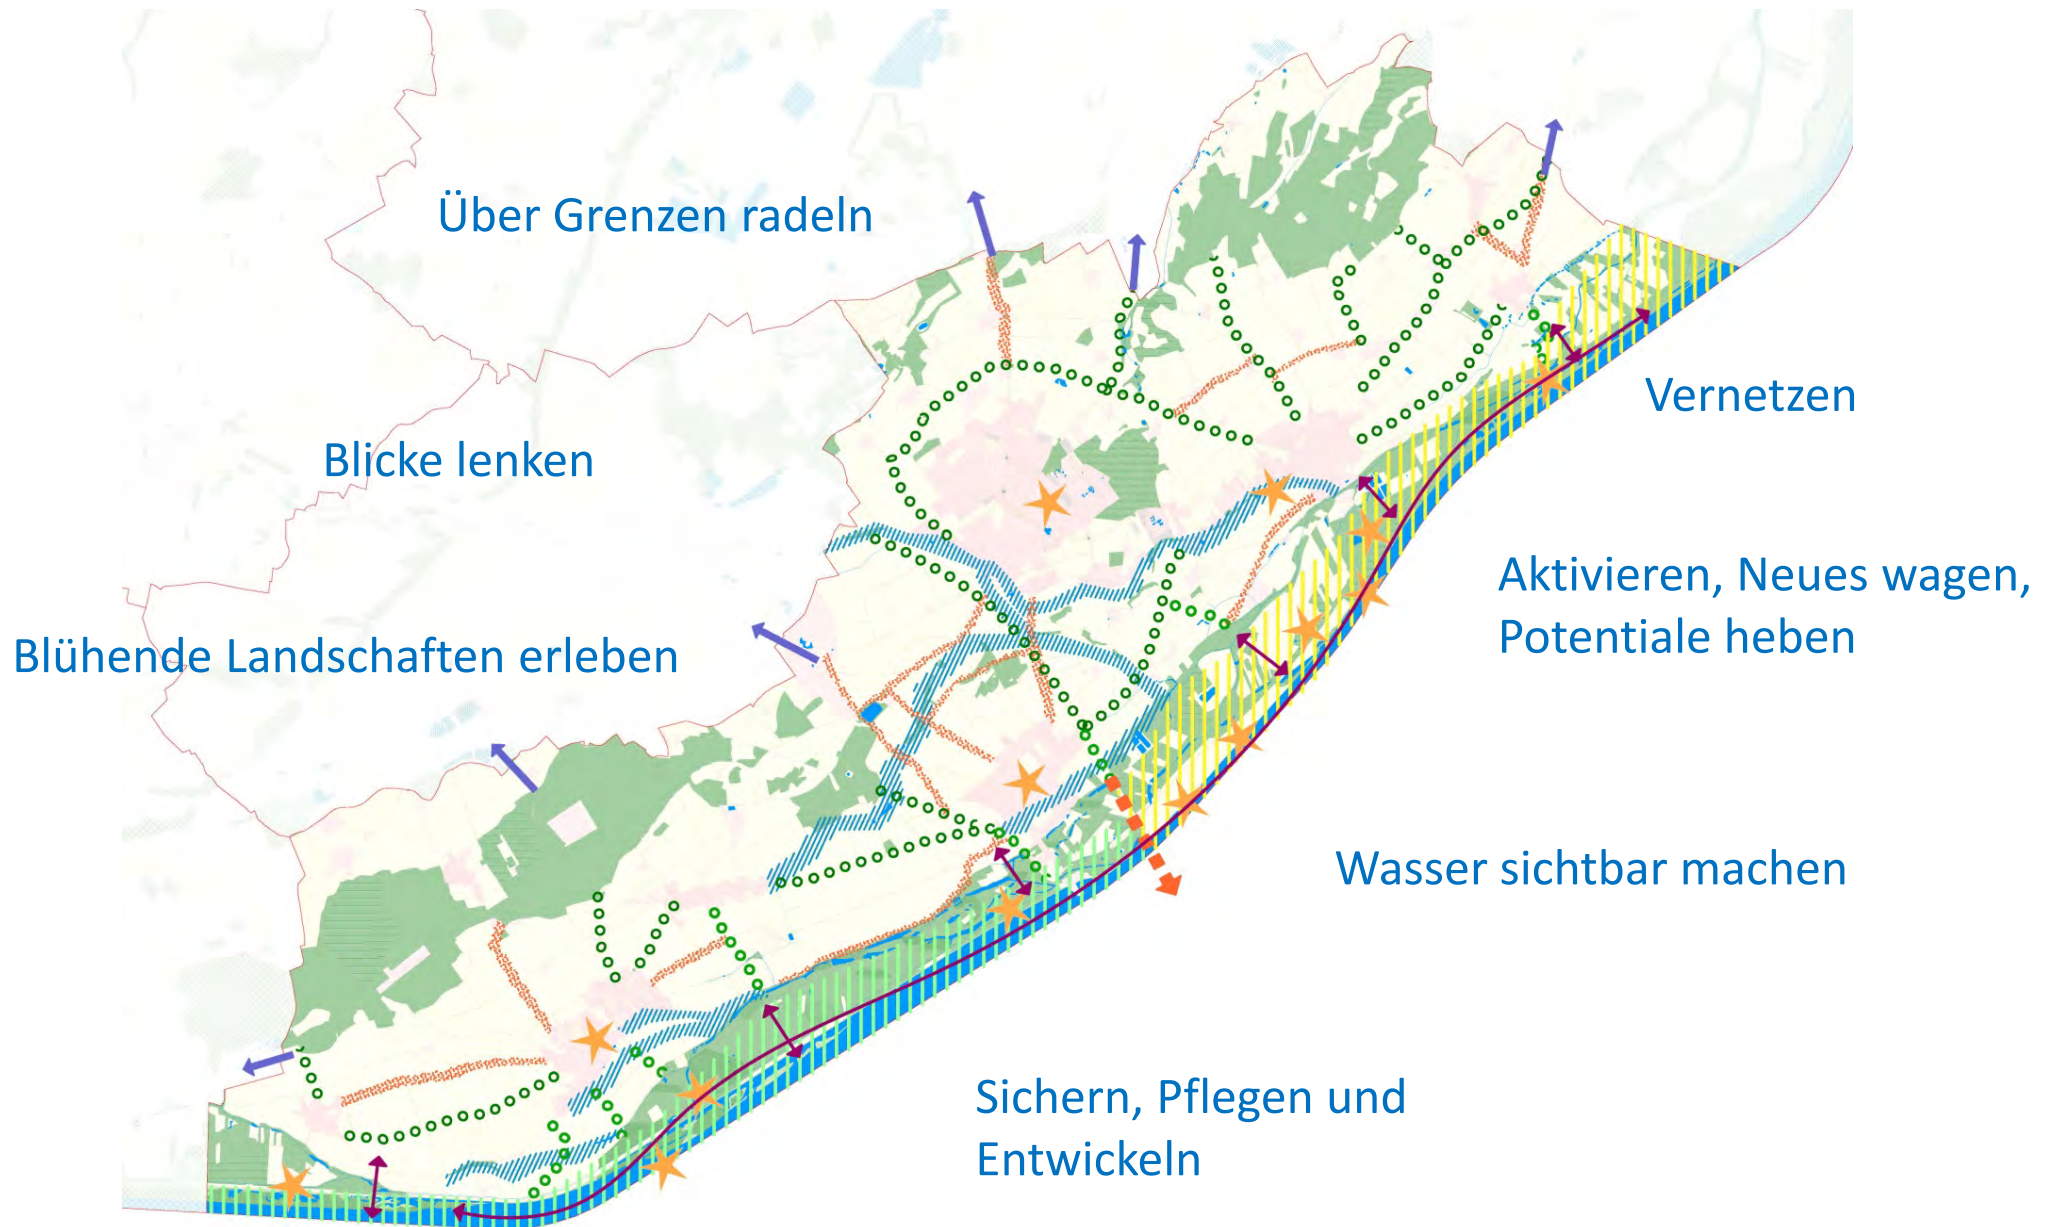 Über Grenzen radeln
Vernetzen
Blicke lenken
Aktivieren, Neues wagen,
Potentiale heben
Blühende Landschaften erleben
Wasser sichtbar machen
Sichern, Pflegen und
Entwickeln